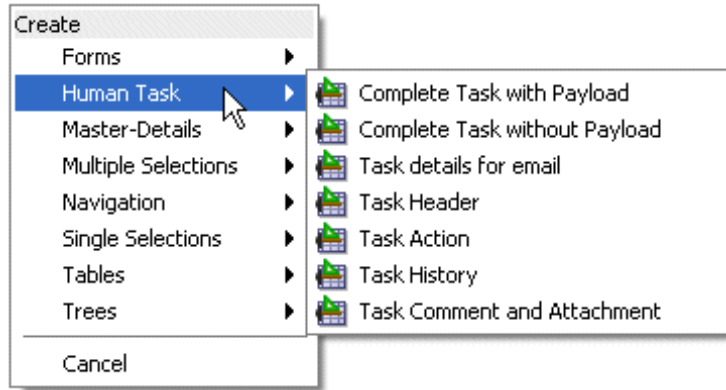 Create
Forms
Human Task
Master-Details
Multiple Selections
Navigation
Single Selections
Tables
Trees
Cancel
Complete Task with Payload
Complete Task without Payload
Task details for email
Task Header
Task Action
Task History
Task Comment and Attachment